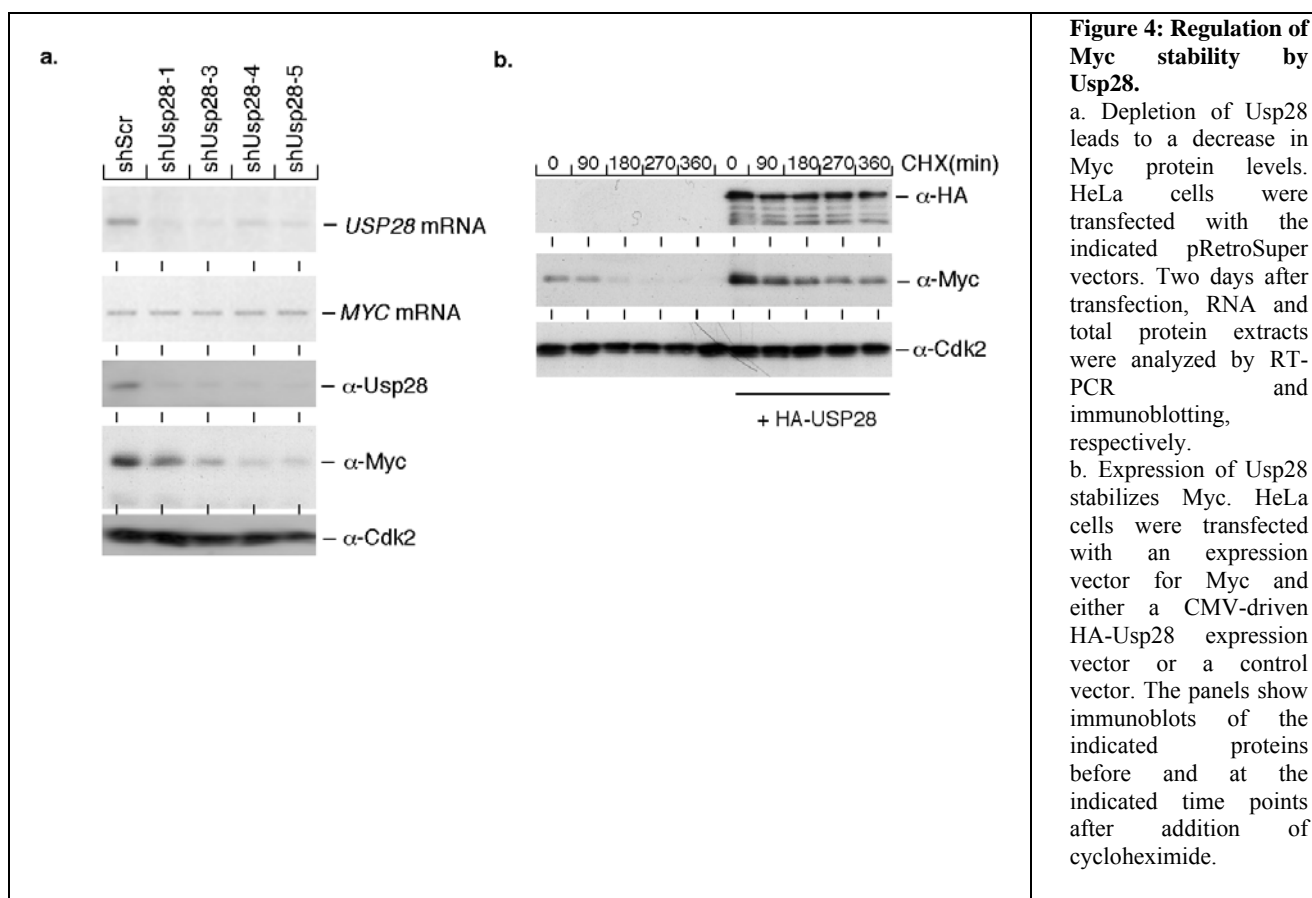 a.
shScr
shUsp28-1
shUsp28-3
shUsp28-4
shUsp28-5
– USP28 mRNA
– MYC mRNA
– α-Usp28
– α-Myc
– α-Cdk2
b.
0 90 180 270 360 0 90 180 270 360 CHX(min)
– α-HA
– α-Myc
– α-Cdk2
+ HA-USP28
Figure 4: Regulation of
Myc stability by
Usp28.
a. Depletion of Usp28
leads to a decrease in
Myc protein levels.
HeLa cells were
transfected with the
indicated pRetroSuper
vectors. Two days after
transfection, RNA and
total protein extracts
were analyzed by RT-
PCR and
immunoblotting,
respectively.
b. Expression of Usp28
stabilizes Myc. HeLa
cells were transfected
with an expression
vector for Myc and
either a CMV-driven
HA-Usp28 expression
vector or a control
vector. The panels show
immunoblots of the
indicated proteins
before and at the
indicated time points
after addition of
cycloheximide.